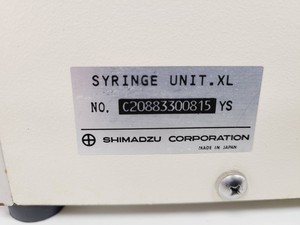 SYRINGE UNIT.XL
NO. C20883300815 YS
SHIMADZU CORPORATION
MADE IN JAPAN